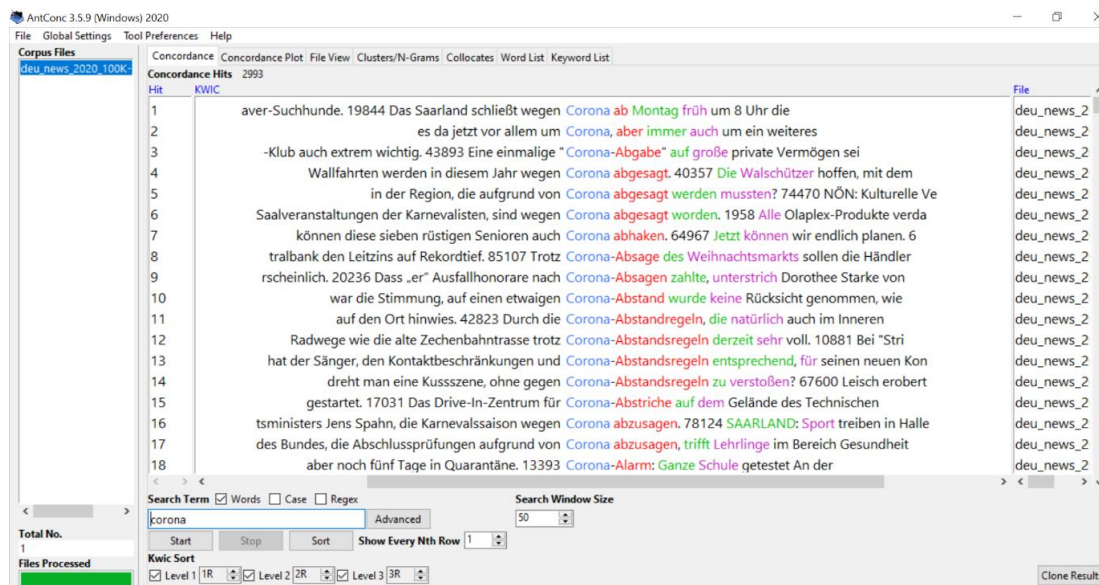 AntConc 3.5.9 (Windows) 2020
File Global Settings Tool Preferences Help
Corpus Files
deu_news_2020_100K-
Concordance Concordance Plot File View Clusters/N-Grams Collocates Word List Keyword List
Concordance Hits 2993
Hit KWIC File
1 aver-Suchhunde. 19844 Das Saarland schließt wegen Corona ab Montag früh um 8 Uhr die deu_news_2
2 es da jetzt vor allem um Corona, aber immer auch um ein weiteres deu_news_2
3 -Klub auch extrem wichtig. 43893 Eine einmalige "Corona-Abgabe" auf große private Vermögen sei deu_news_2
4 Wallfahrten werden in diesem Jahr wegen Corona abgesagt. 40357 Die Walschützer hoffen, mit dem deu_news_2
5 in der Region, die aufgrund von Corona abgesagt werden mussten? 74470 NÖN: Kulturelle Ve deu_news_2
6 Saalveranstaltungen der Karnevalisten, sind wegen Corona abgesagt worden. 1958 Alle Olaplex-Produkte verda deu_news_2
7 können diese sieben rüstigen Senioren auch Corona abhaken. 64967 Jetzt können wir endlich planen. 6 deu_news_2
8 tralbank den Leitzins auf Rekordtief. 85107 Trotz Corona-Absage des Weihnachtsmarkts sollen die Händler deu_news_2
9 rscheinlich. 20236 Dass „er“ Ausfallhonorare nach Corona-Absagen zahlte, unterstrich Dorothee Starke von deu_news_2
10 war die Stimmung, auf einen etwaigen Corona-Abstand wurde keine Rücksicht genommen, wie deu_news_2
11 auf den Ort hinwies. 42823 Durch die Corona-Abstandregeln, die natürlich auch im Inneren deu_news_2
12 Radwege wie die alte Zechenbahntrasse trotz Corona-Abstandsregeln derzeit sehr voll. 10881 Bei "Stri deu_news_2
13 hat der Sänger, den Kontaktbeschränkungen und Corona-Abstandsregeln entsprechend, für seinen neuen Kon deu_news_2
14 dreht man eine Kussszene, ohne gegen Corona-Abstandsregeln zu verstoßen? 67600 Leisch erobert deu_news_2
15 gestartet. 17031 Das Drive-In-Zentrum für Corona-Abstriche auf dem Gelände des Technischen deu_news_2
16 tsministers Jens Spahn, die Karnevalssaison wegen Corona abzusagen. 78124 SAARLAND: Sport treiben in Halle deu_news_2
17 des Bundes, die Abschlussprüfungen aufgrund von Corona abzusagen, trifft Lehrlinge im Bereich Gesundheit deu_news_2
18 aber noch fünf Tage in Quarantäne. 13393 Corona-Alarm: Ganze Schule getestet An der deu_news_2
Search Term Words Case Regex Search Window Size
corona Advanced 50
Start Stop Sort Show Every Nth Row 1
Total No.
1
Files Processed
Kwic Sort
Level 1 1R Level 2 2R Level 3 3R Clone Result